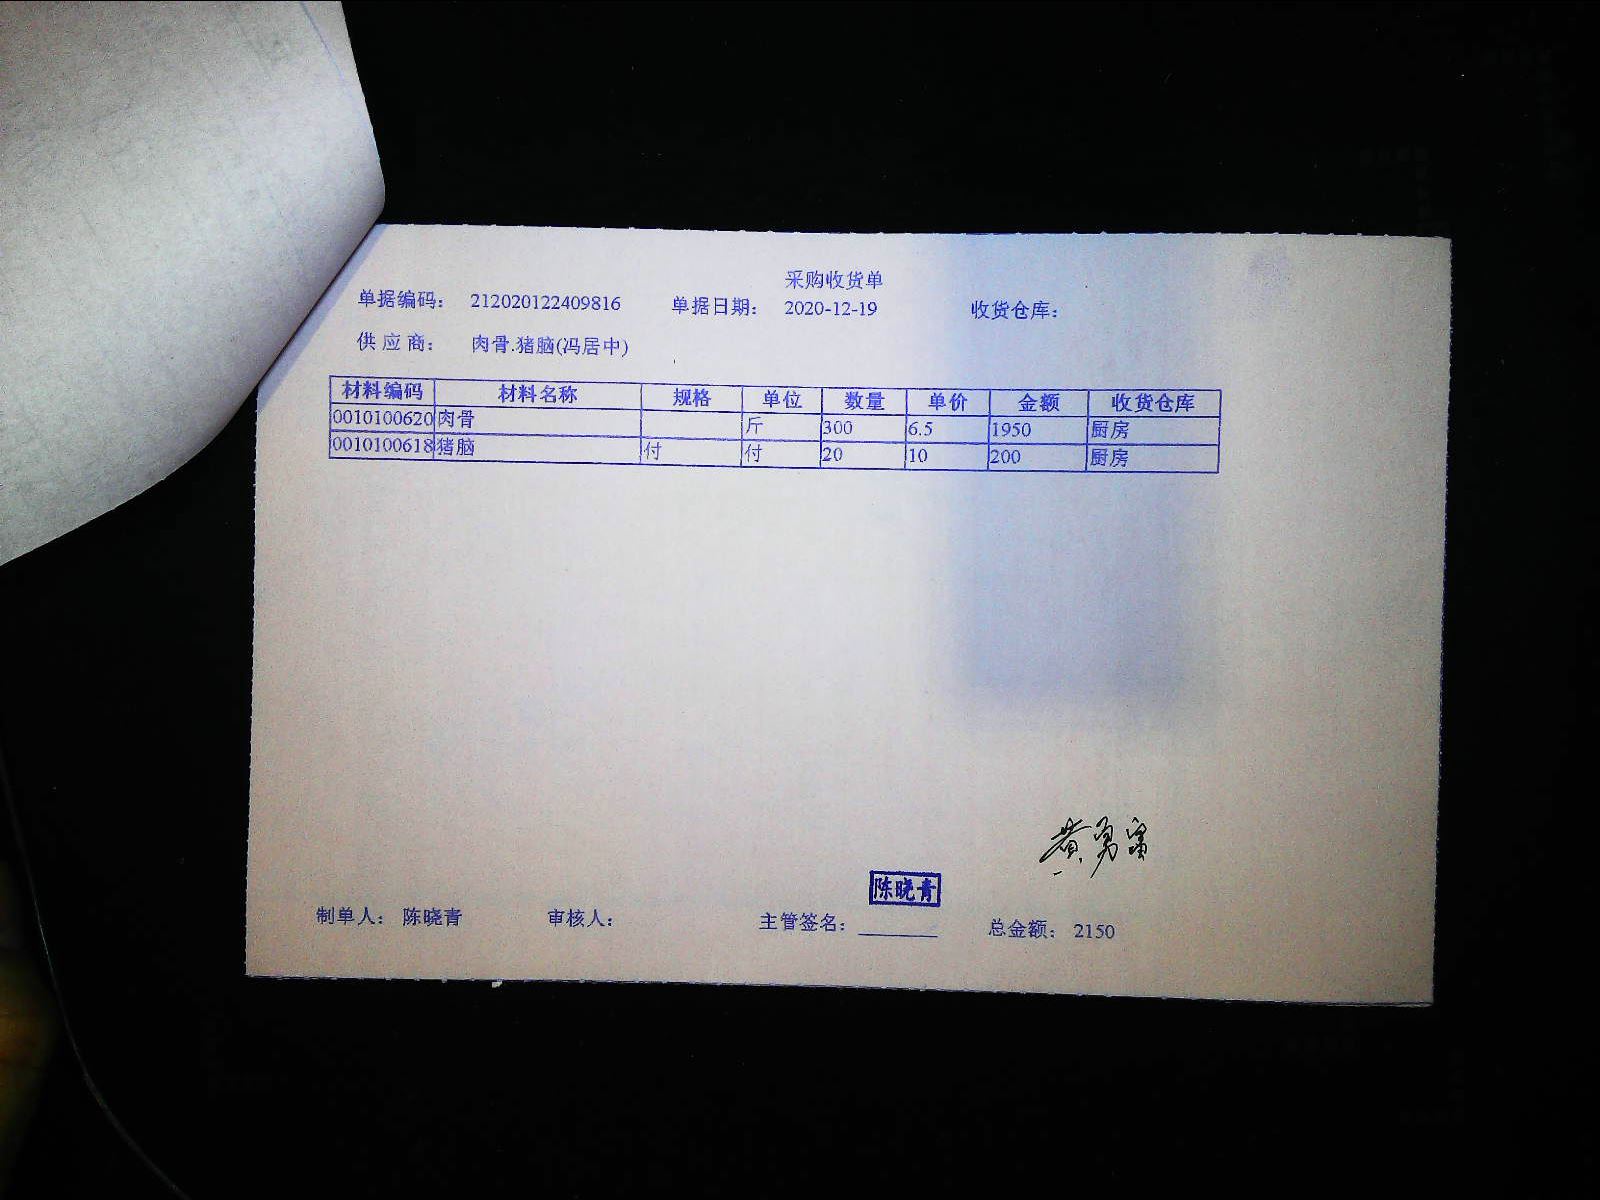 采购收货单
单据编码： 212020122409816 单据日期： 2020-12-19 收货仓库：
供应商： 肉骨.猪脑(冯居中)
材料编码 材料名称 规格 单位 数量 单价 金额 收货仓库
0010100620 肉骨 斤 300 6.5 1950 厨房
0010100618 猪脑 付 付 20 10 200 厨房
陈晓青
制单人： 陈晓青 审核人： 主管签名： 总金额： 2150